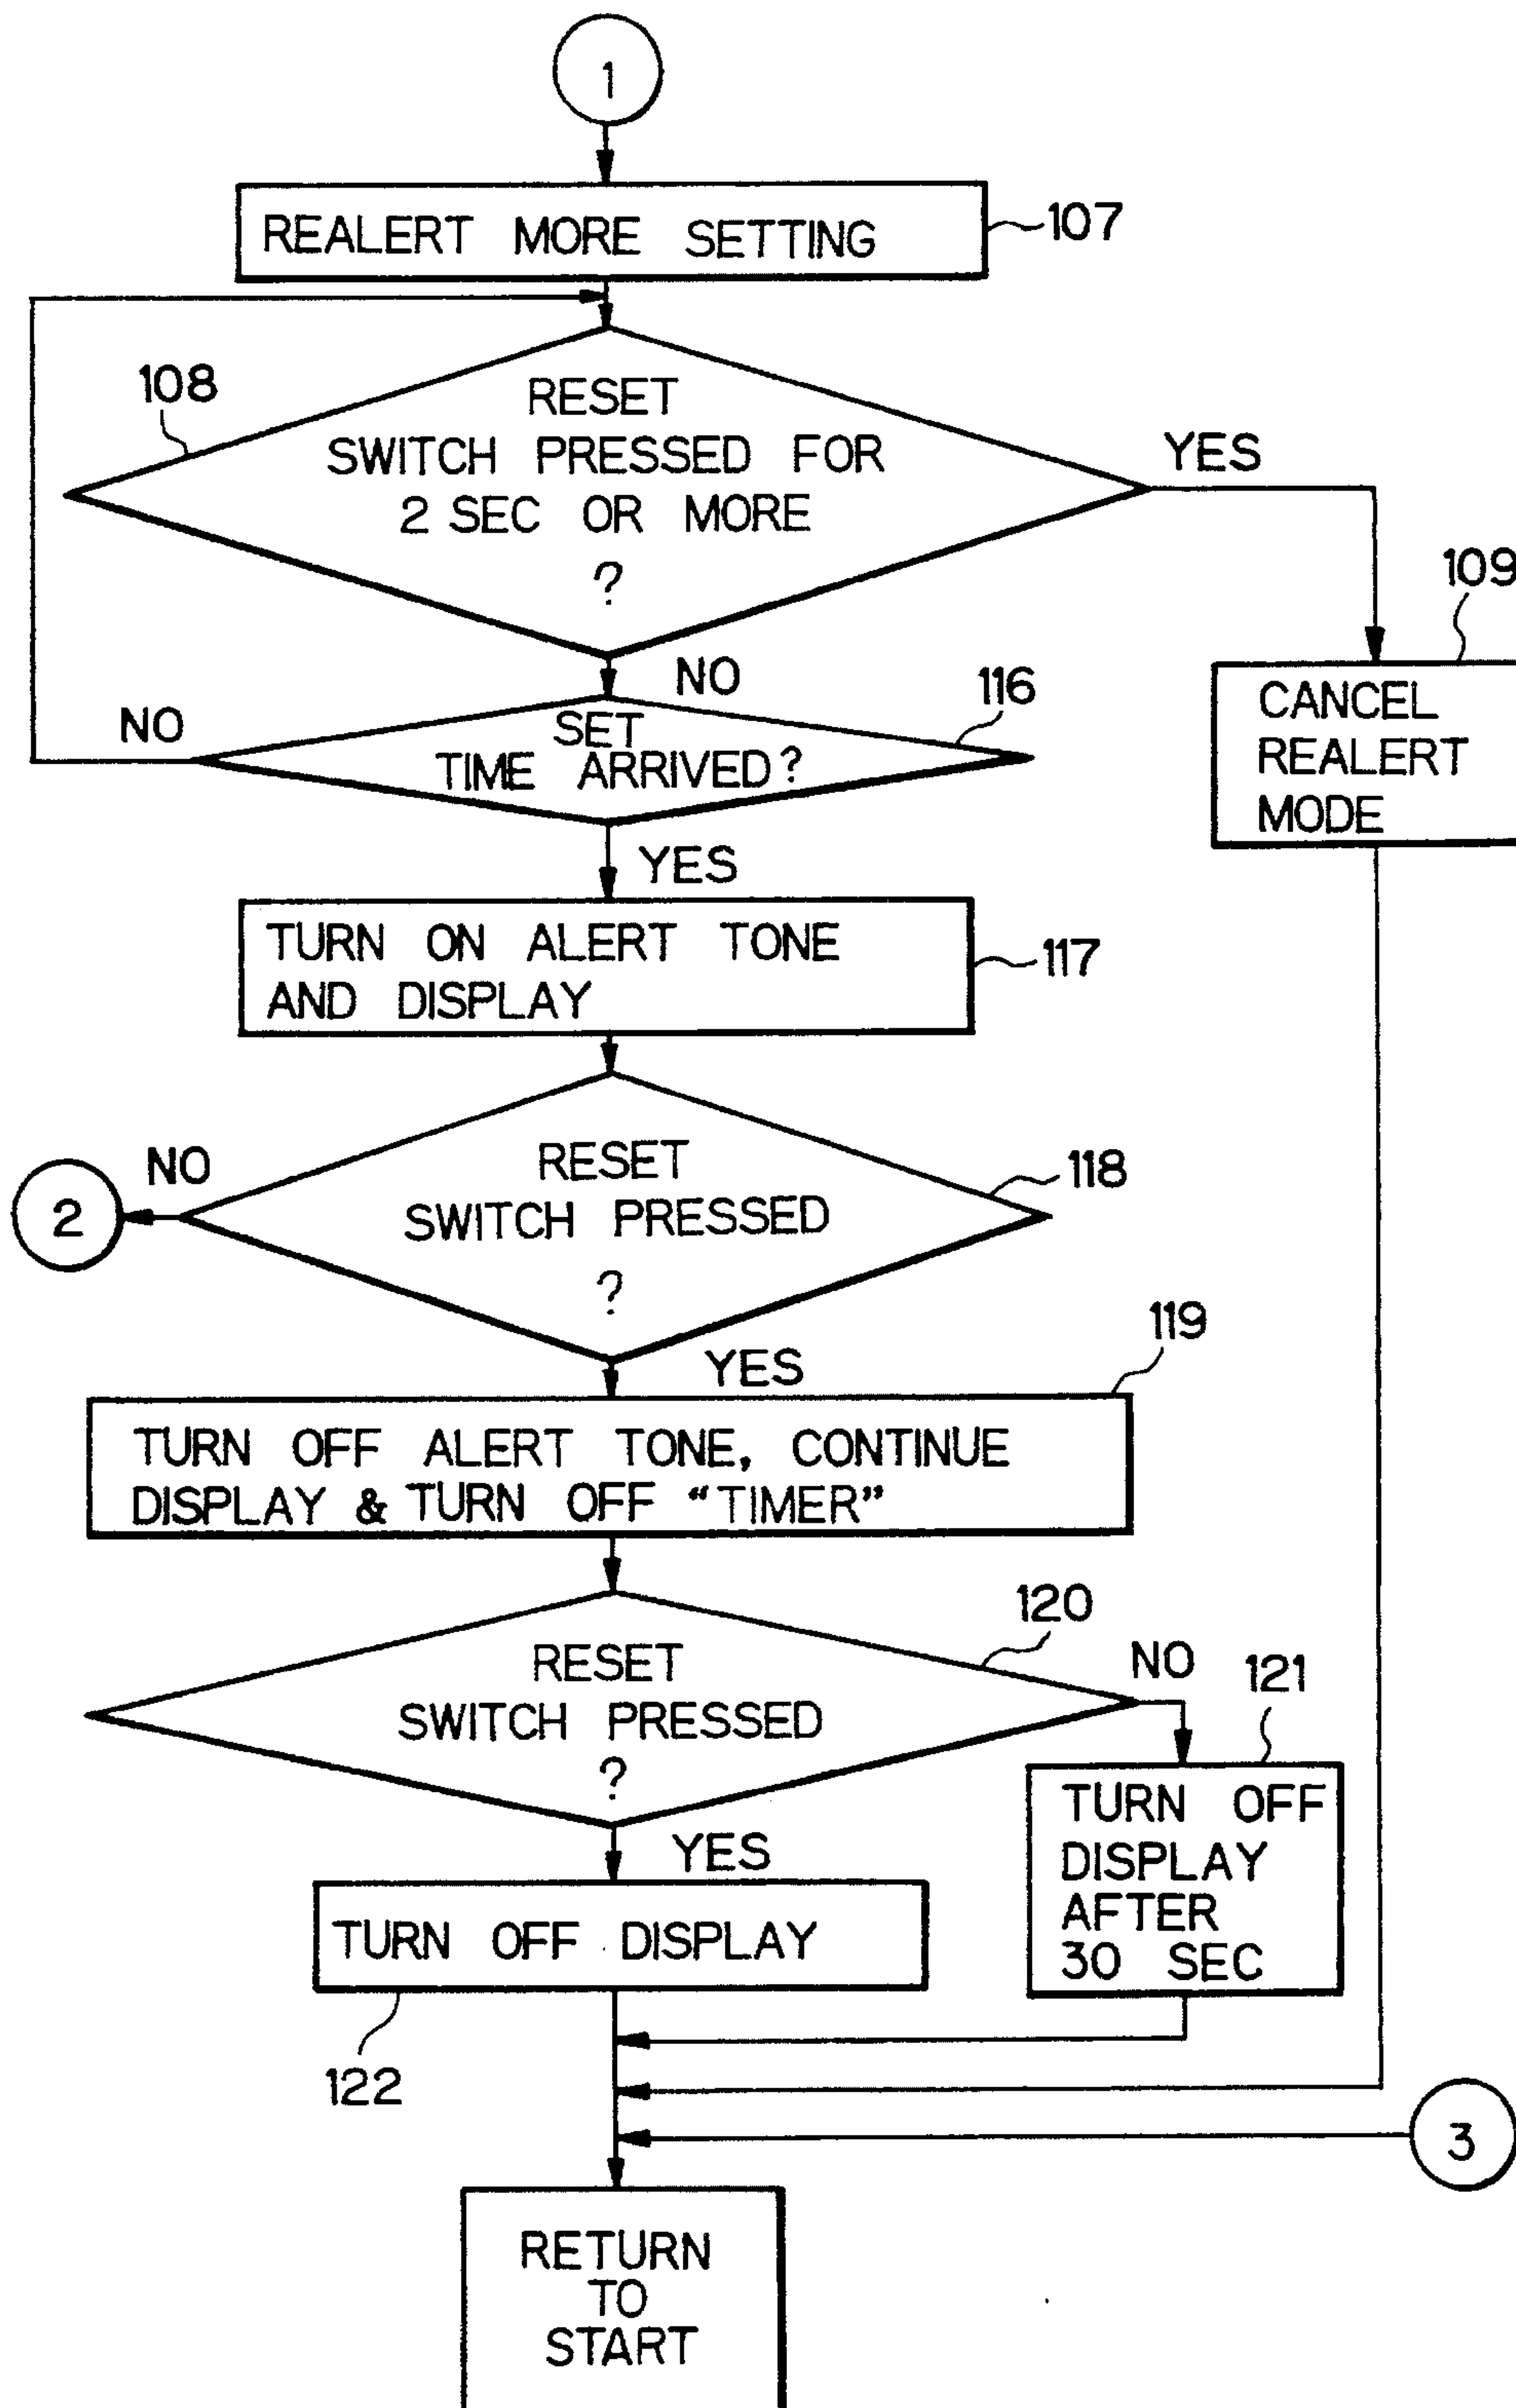 1
REALERT MORE SETTING
107
108
RESET
SWITCH PRESSED FOR
2 SEC OR MORE
?
YES
109
CANCEL
REALERT
MODE
NO
NO
116
SET
TIME ARRIVED?
YES
TURN ON ALERT TONE
AND DISPLAY
117
NO
2
RESET
SWITCH PRESSED
?
118
YES
119
TURN OFF ALERT TONE, CONTINUE
DISPLAY & TURN OFF “TIMER”
120
RESET
SWITCH PRESSED
?
NO
121
TURN OFF
DISPLAY
AFTER
30 SEC
YES
TURN OFF DISPLAY
122
3
RETURN
TO
START